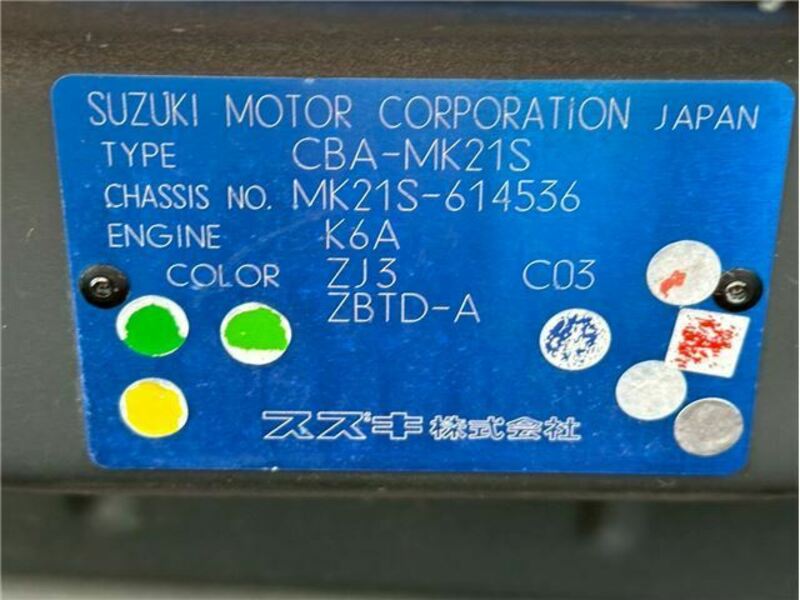 SUZUKI MOTOR CORPORATION JAPAN
TYPE CBA-MK21S
CHASSIS NO. MK21S-614536
ENGINE K6A
COLOR ZJ3 C03
ZBTD-A
スズキ株式会社